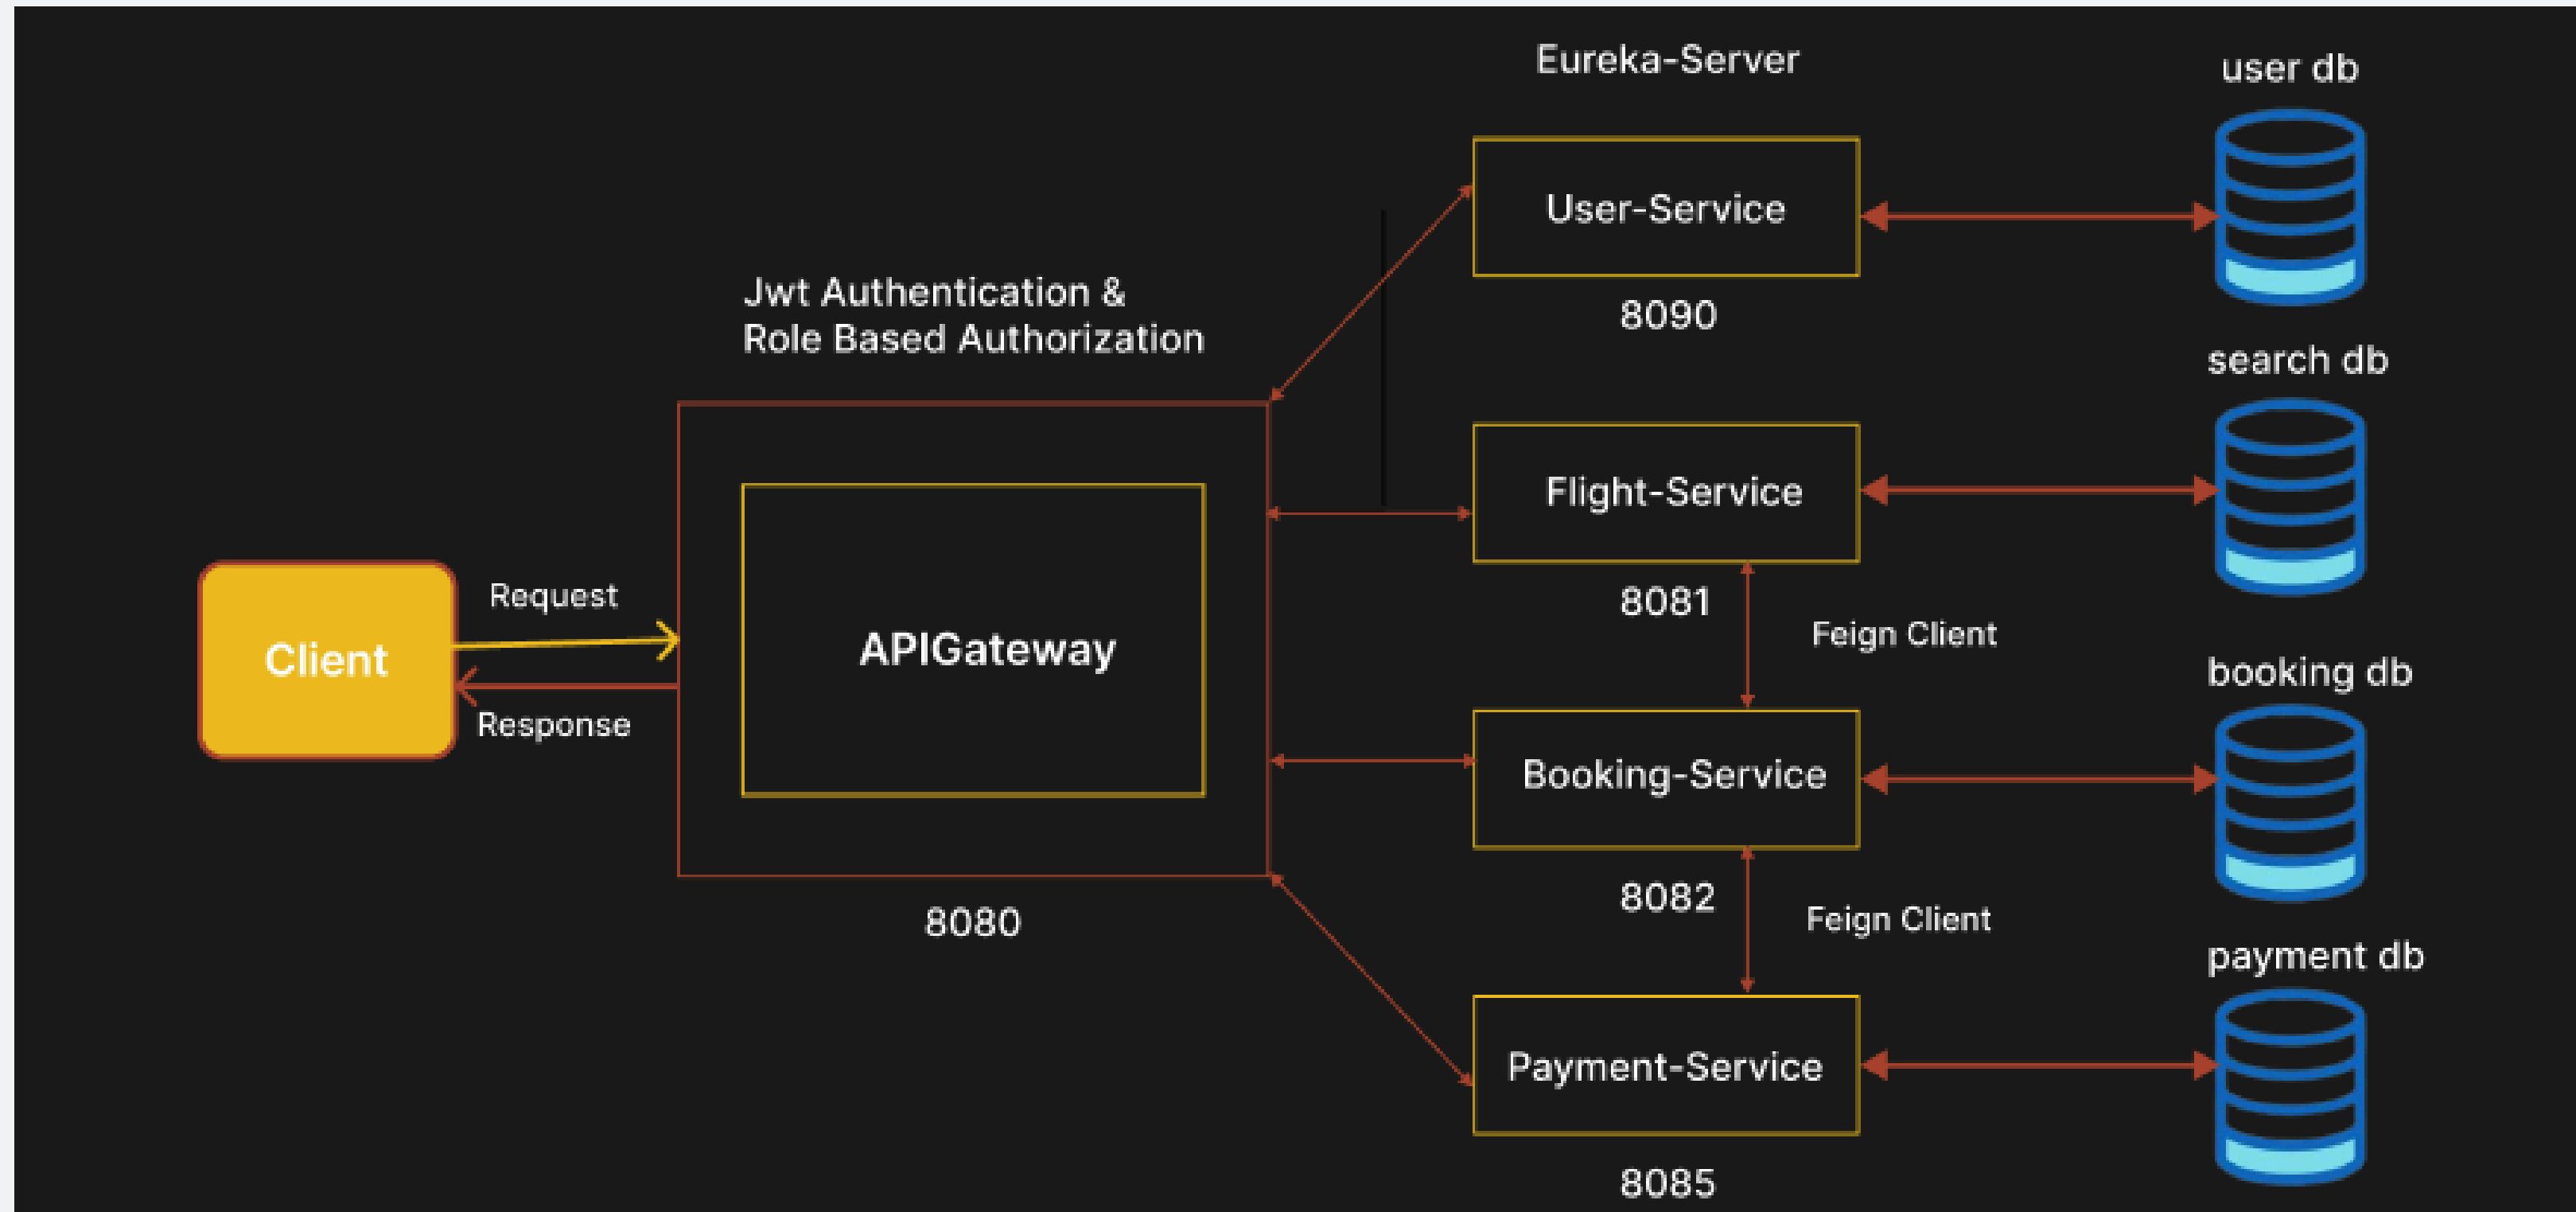 Eureka-Server
user db
User-Service
8090
Jwt Authentication &
Role Based Authorization
search db
Flight-Service
8081
Feign Client
Request
Client
Response
APIGateway
8080
booking db
Booking-Service
8082
Feign Client
payment db
Payment-Service
8085